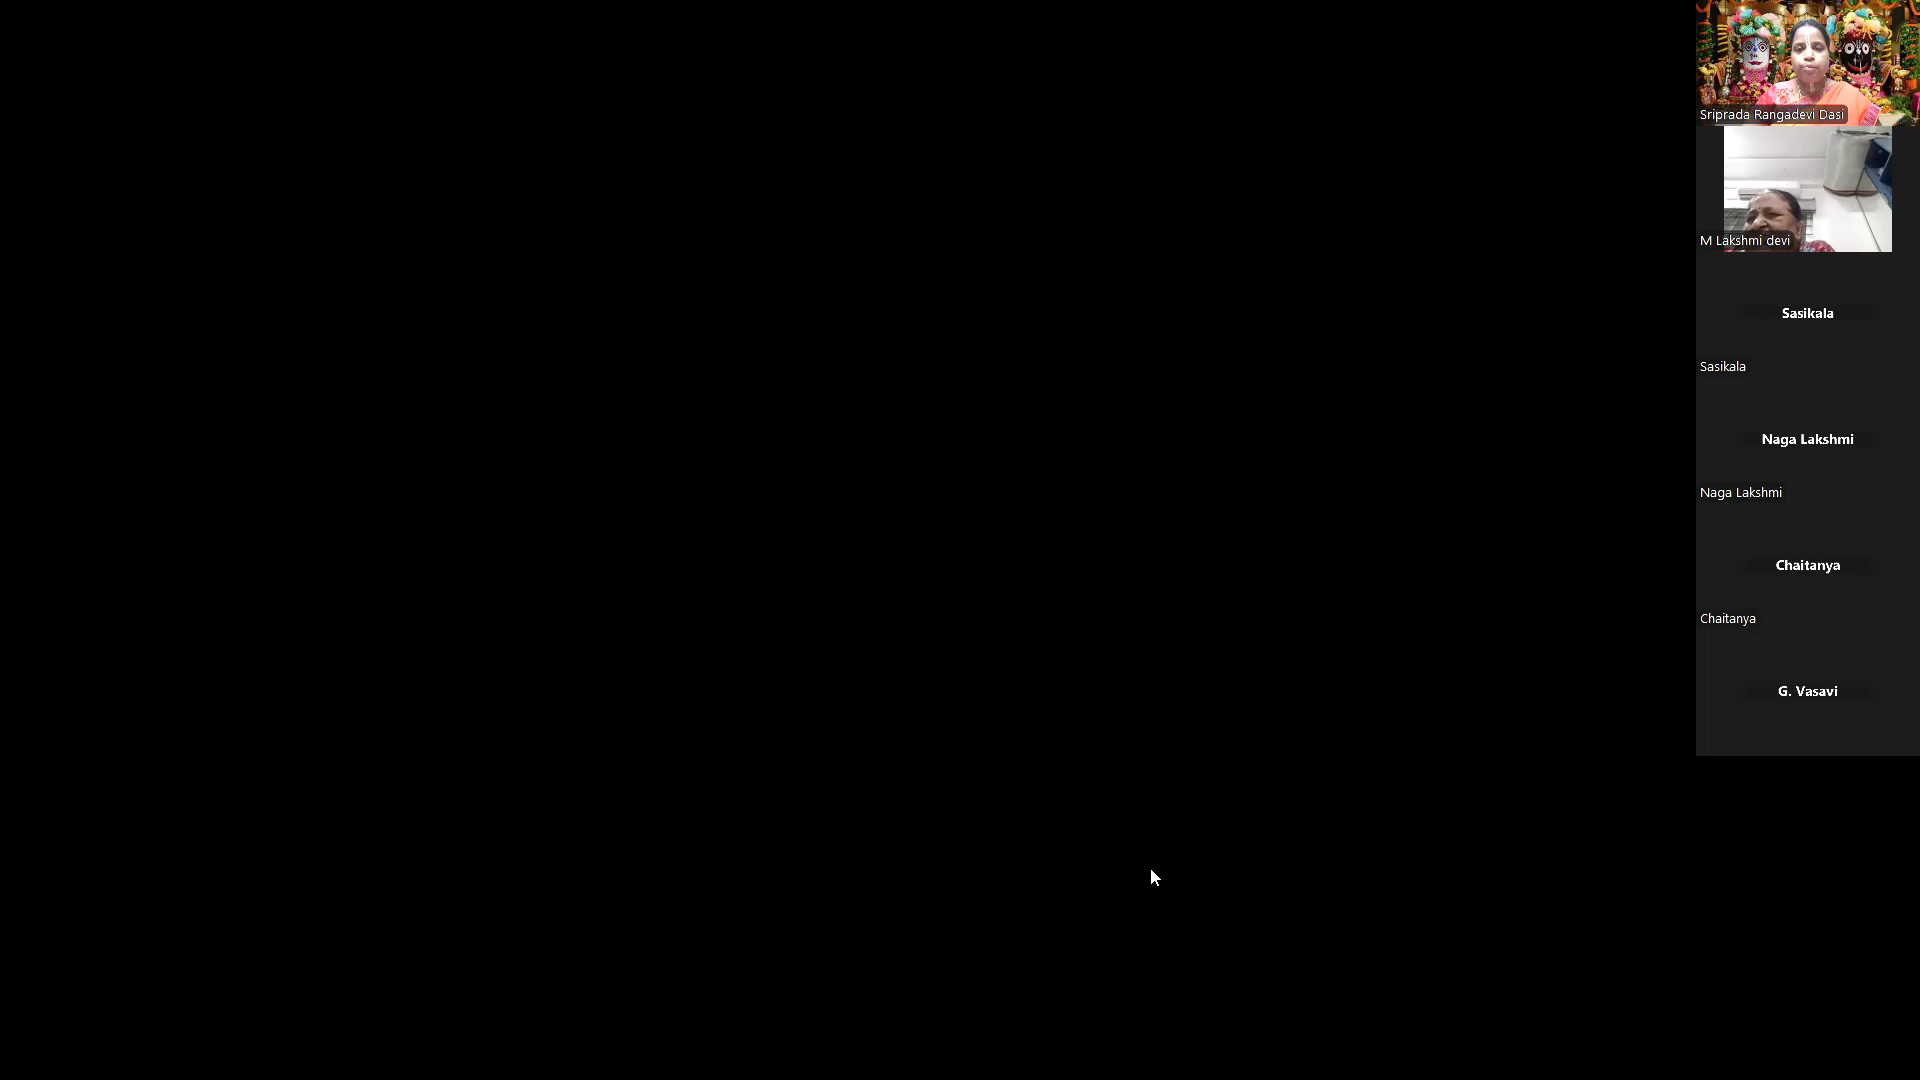 Sriprada Rangadevi Dasi
M Lakshmi devi
Sasikala
Sasikala
Naga Lakshmi
Naga Lakshmi
Chaitanya
Chaitanya
G. Vasavi